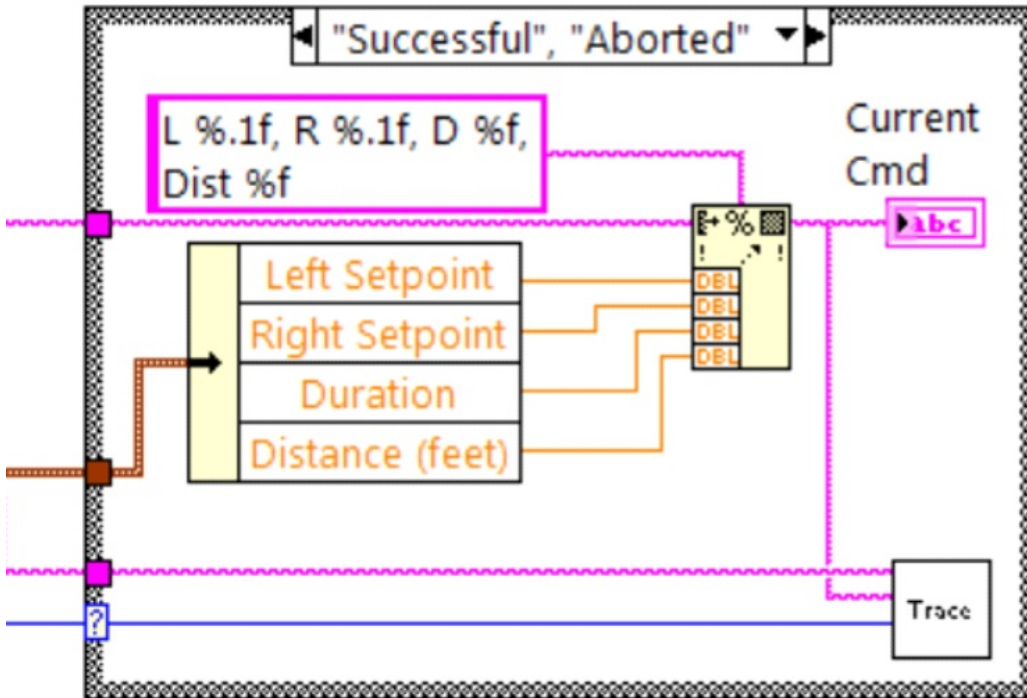 "Successful", "Aborted"
L %.1f, R %.1f, D %f,
Dist %f
Current
Cmd
abc
%
! !
Left Setpoint
Right Setpoint
Duration
Distance (feet)
DBL
DBL
DBL
DBL
?
Trace